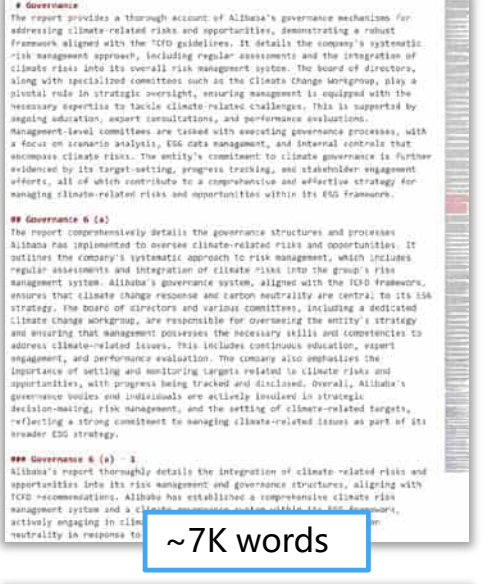 # Governance
The report provides a thorough account of Alibaba's governance mechanisms for
addressing climate-related risks and opportunities, demonstrating a robust
framework aligned with the TCFD guidelines. It details the company's systematic
risk management approach, including regular assessments and the integration of
climate risks into its overall risk management system. The board of directors,
along with specialized committees such as the Climate Change Workgroup, play a
pivotal role in strategic oversight, ensuring management is equipped with the
necessary expertise to tackle climate-related challenges. This is supported by
ongoing education, expert consultations, and performance evaluations.
Management-level committees are tasked with executing governance processes, with
a focus on scenario analysis, ESG data management, and internal controls that
encompass climate risks. The entity's commitment to climate governance is further
evidenced by its target-setting, progress tracking, and stakeholder engagement
efforts, all of which contribute to a comprehensive and effective strategy for
managing climate-related risks and opportunities within its ESG framework.
## Governance 6 (a)
The report comprehensively details the governance structures and processes
Alibaba has implemented to oversee climate-related risks and opportunities. It
outlines the company's systematic approach to risk management, which includes
regular assessments and integration of climate risks into the group's risk
management system. Alibaba's governance system, aligned with the TCFD framework,
ensures that climate change response and carbon neutrality are central to its ESG
strategy. The board of directors and various committees, including a dedicated
climate change workgroup, are responsible for overseeing the entity's strategy
and ensuring that management possesses the necessary skills and competencies to
address climate-related issues. This includes continuous education, expert
engagement, and performance evaluation. The company also emphasizes the
importance of setting and monitoring targets related to climate risks and
opportunities, with progress being tracked and disclosed. Overall, Alibaba's
governance bodies and individuals are actively involved in strategic
decision-making, risk management, and the setting of climate-related targets,
reflecting a strong commitment to managing climate-related issues as part of its
broader ESG strategy.
### Governance 6 (a) - 1
Alibaba's report thoroughly details the integration of climate-related risks and
opportunities into its risk management and governance structures, aligning with
TCFD recommendations. Alibaba has established a comprehensive climate risk
management system and a climate governance system within its ESG framework,
actively engaging in
neutrality in response to
~7K words